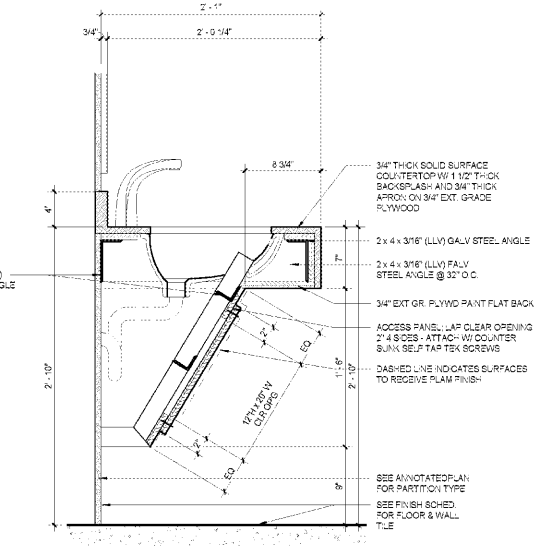 2' - 1"
3/4"
2' - 0 1/4"
8 3/4"
4"
7"
2' - 10"
1' - 6"
2' - 10"
9"
2"
EQ
12"H x 20" W
CLR OP'G
2"
EQ
GLE
3/4" THICK SOLID SURFACE
COUNTERTOP W/ 1 1/2" THICK
BACKSPLASH AND 3/4" THICK
APRON ON 3/4" EXT. GRADE
PLYWOOD
2 x 4 x 3/16" (LLV) GALV STEEL ANGLE
2 x 4 x 3/16" (LLV) FALV
STEEL ANGLE @ 32" O.C.
3/4" EXT GR. PLYWD PAINT FLAT BACK
ACCESS PANEL; LAP CLEAR OPENING
2" 4 SIDES - ATTACH W/ COUNTER
SUNK SELF TAP TEK SCREWS
DASHED LINE INDICATES SURFACES
TO RECEIVE PLAM FINISH
SEE ANNOTATEDPLAN
FOR PARTITION TYPE
SEE FINISH SCHED.
FOR FLOOR & WALL
TILE